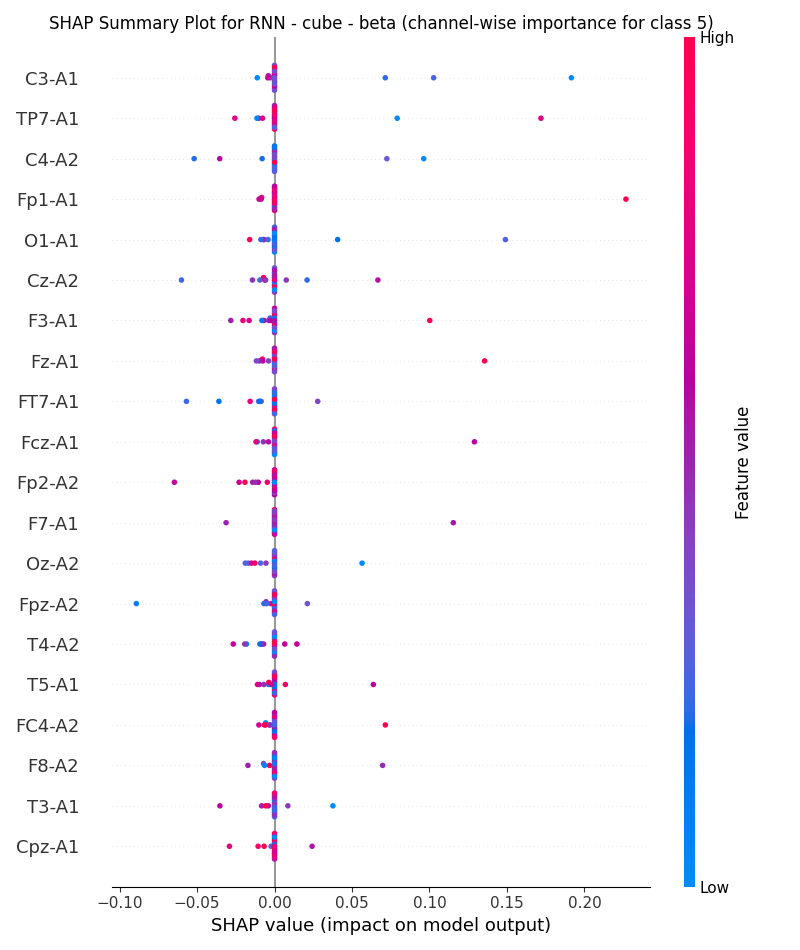 SHAP Summary Plot for RNN - cube - beta (channel-wise importance for class 5)
High
C3-A1
TP7-A1
C4-A2
Fp1-A1
O1-A1
Cz-A2
F3-A1
Fz-A1
FT7-A1
Fcz-A1
Fp2-A2
F7-A1
Oz-A2
Fpz-A2
T4-A2
T5-A1
FC4-A2
F8-A2
T3-A1
Cpz-A1
Feature value
Low
−0.10 −0.05 0.00 0.05 0.10 0.15 0.20
SHAP value (impact on model output)